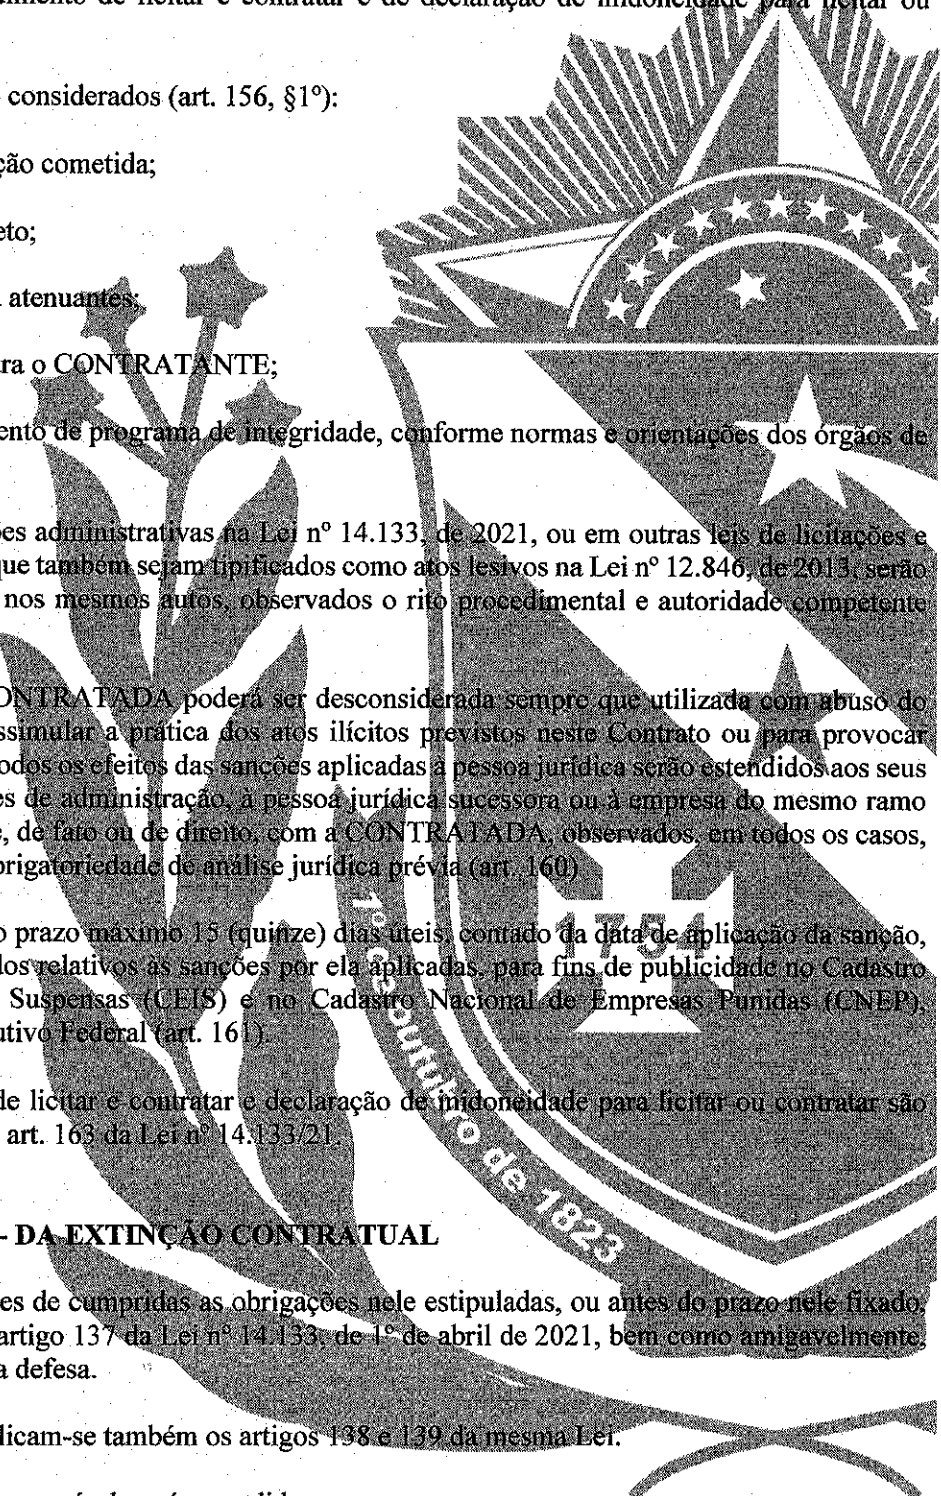 imento de licitar e contratar e de declaração de inidoneidade para licitar ou
considerados (art. 156, §1º):
ção cometida;
eto;
atenuantes;
ra o CONTRATANTE;
ento de programa de integridade, conforme normas e orientações dos órgãos de
es administrativas na Lei nº 14.133, de 2021, ou em outras leis de licitações e
que também sejam tipificados como atos lesivos na Lei nº 12.846, de 2013, serão
nos mesmos autos, observados o rito procedimental e autoridade competente
ONTRATADA poderá ser desconsiderada sempre que utilizada com abuso do
ssimular a prática dos atos ilícitos previstos neste Contrato ou para provocar
odos os efeitos das sanções aplicadas à pessoa jurídica serão estendidos aos seus
es de administração, à pessoa jurídica sucessora ou à empresa do mesmo ramo
, de fato ou de direito, com a CONTRATADA, observados, em todos os casos,
brigatoriedade de análise jurídica prévia (art. 160)
o prazo máximo 15 (quinze) dias úteis, contado da data de aplicação da sanção,
dos relativos às sanções por ela aplicadas, para fins de publicidade no Cadastro
Suspensas (CEIS) e no Cadastro Nacional de Empresas Punidas (CNEP),
utivo Federal (art. 161).
de licitar e contratar e declaração de inidoneidade para licitar ou contratar são
art. 163 da Lei nº 14.133/21.
- DA EXTINÇÃO CONTRATUAL
es de cumpridas as obrigações nele estipuladas, ou antes do prazo nele fixado,
artigo 137 da Lei nº 14.133, de 1º de abril de 2021, bem como amigavelmente,
a defesa.
licam-se também os artigos 138 e 139 da mesma Lei.
1754
1º de outubro de 1823